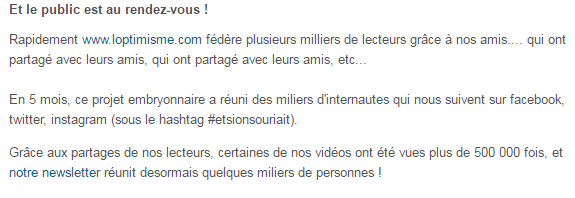 Et le public est au rendez-vous !
Rapidement www.loptimisme.com fédère plusieurs milliers de lecteurs grâce à nos amis.... qui ont
partagé avec leurs amis, qui ont partagé avec leurs amis, etc...
En 5 mois, ce projet embryonnaire a réuni des miliers d'internautes qui nous suivent sur facebook,
twitter, instagram (sous le hashtag #etsionsouriait).
Grâce aux partages de nos lecteurs, certaines de nos vidéos ont été vues plus de 500 000 fois, et
notre newsletter réunit desormais quelques miliers de personnes !